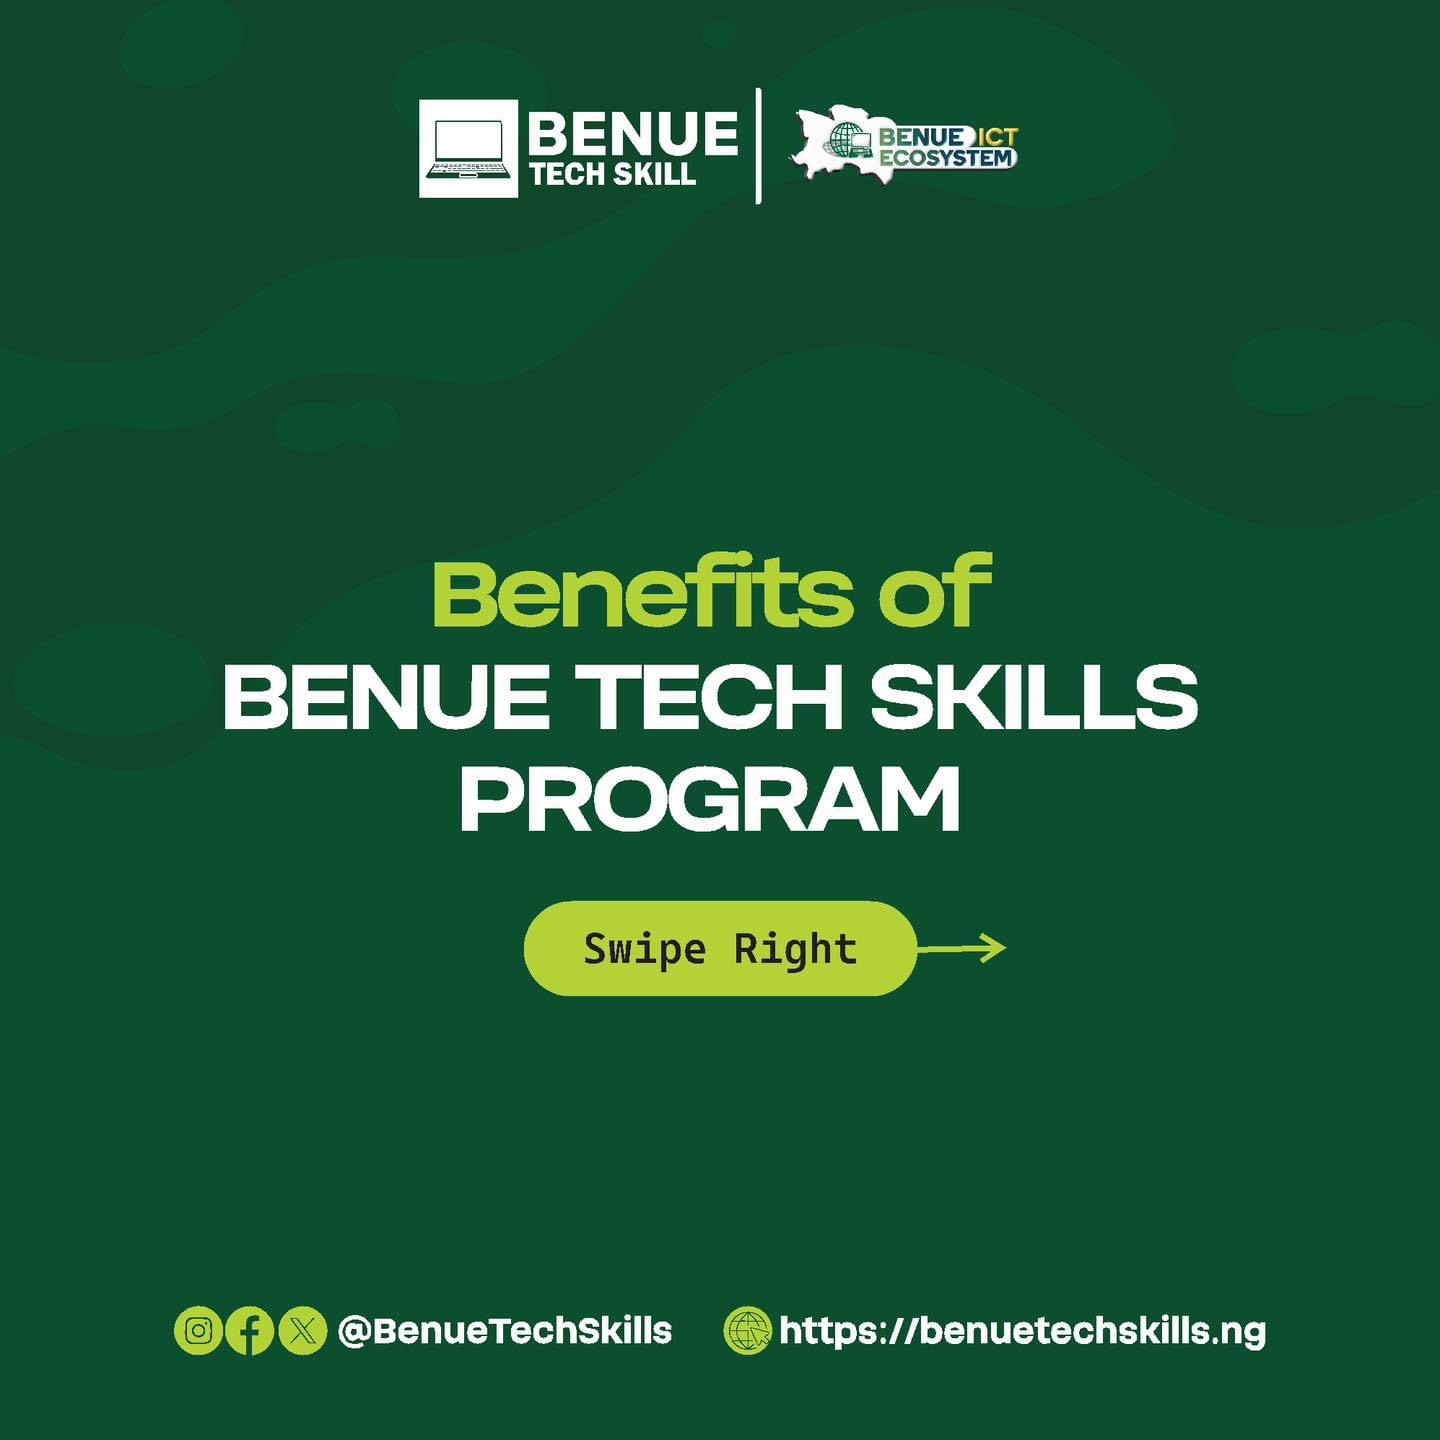 BENUE
TECH SKILL
BENUE ICT
ECOSYSTEM
Benefits of
BENUE TECH SKILLS
PROGRAM
Swipe Right
@BenueTechSkills
https://benuetechskills.ng